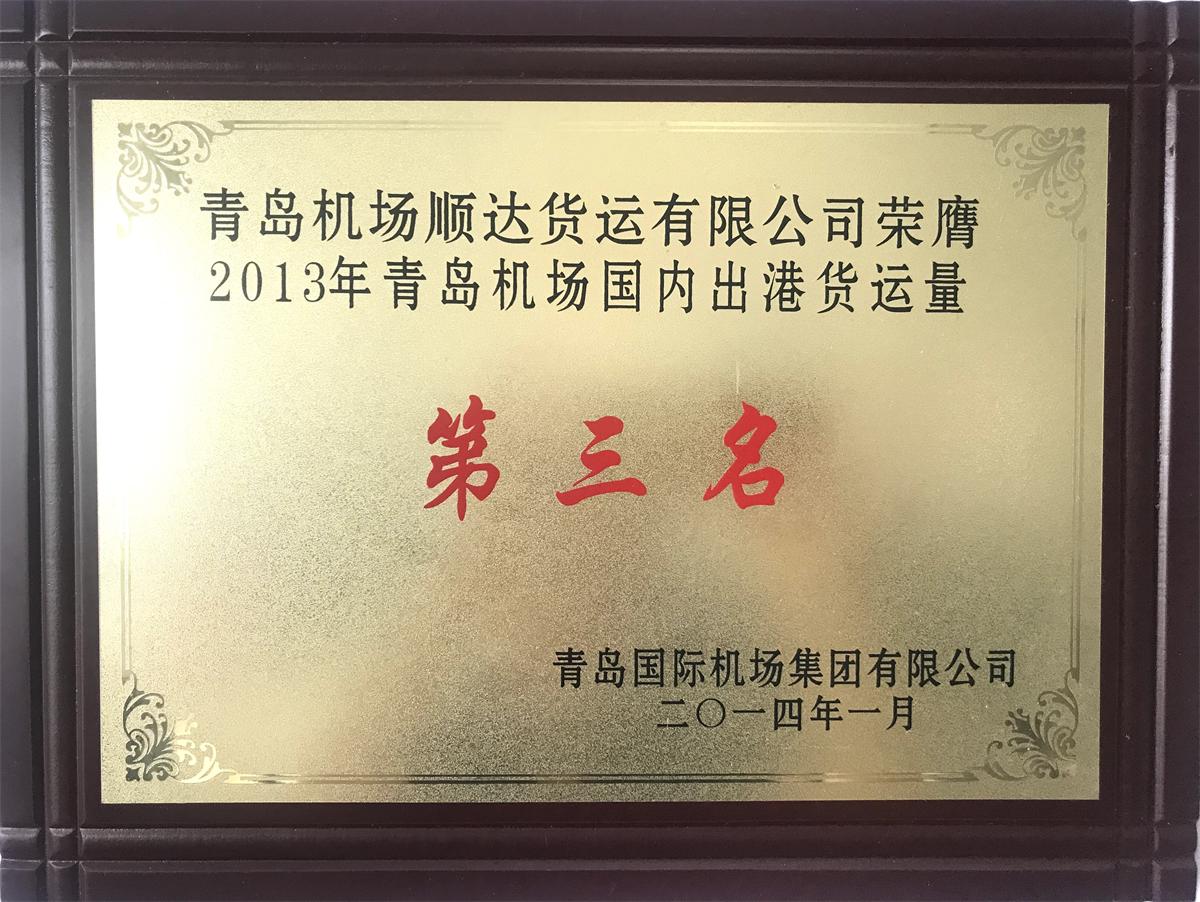 青岛机场顺达货运有限公司荣膺
2013年青岛机场国内出港货运量
第三名
青岛国际机场集团有限公司
二〇一四年一月